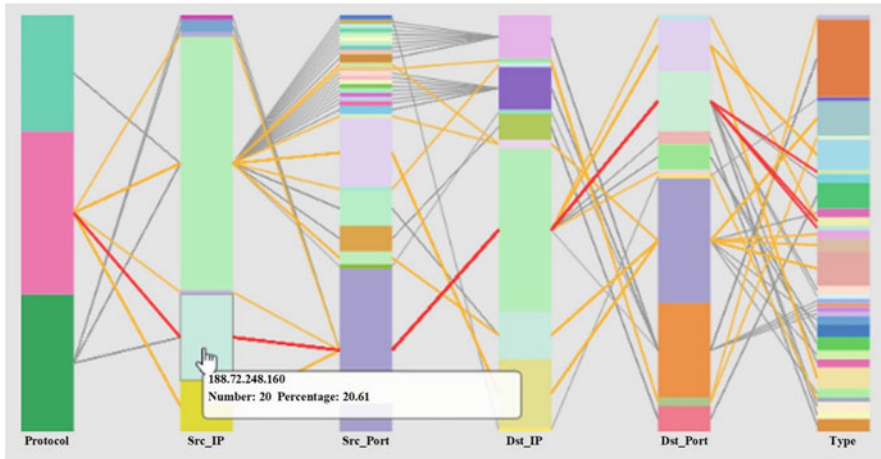 188.72.248.160
Number: 20 Percentage: 20.61
Protocol Src_IP Src_Port Dst_IP Dst_Port Type